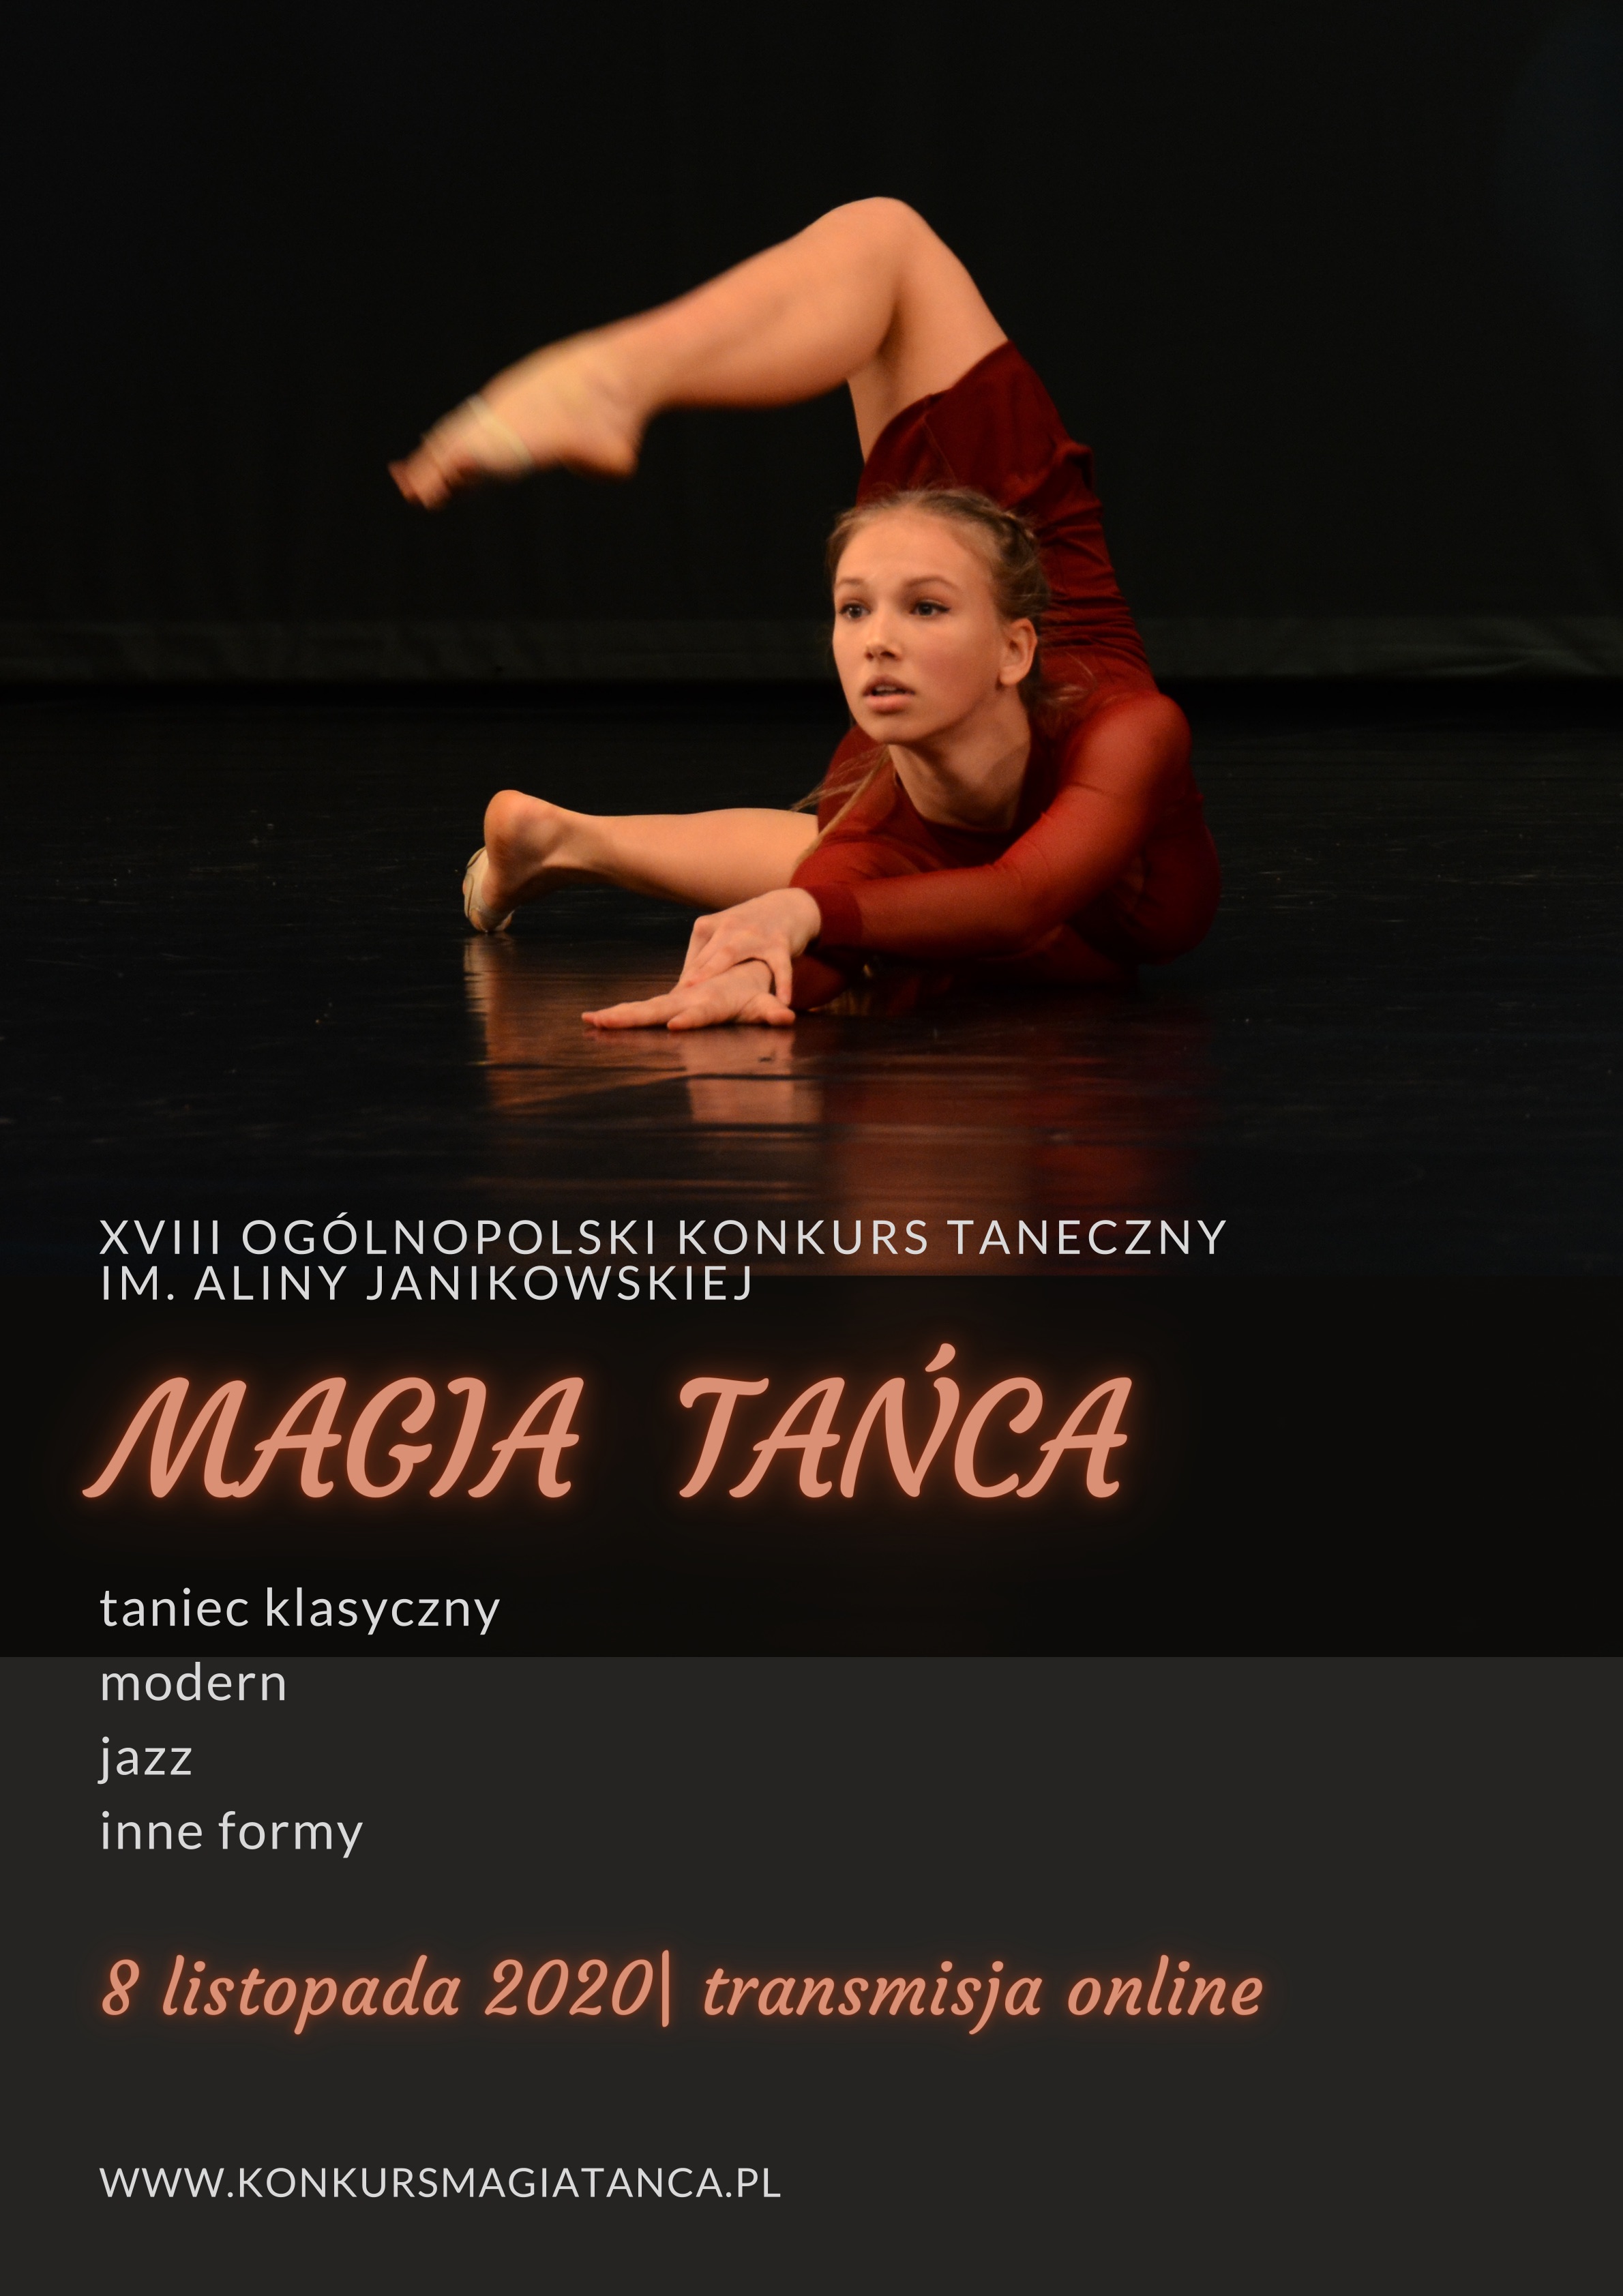 XVIII OGÓLNOPOLSKI KONKURS TANECZNY
IM. ALINY JANIKOWSKIEJ
MAGIA TAŃCA
taniec klasyczny
modern
jazz
inne formy
8 listopada 2020| transmisja online
WWW.KONKURSMAGIATANCA.PL